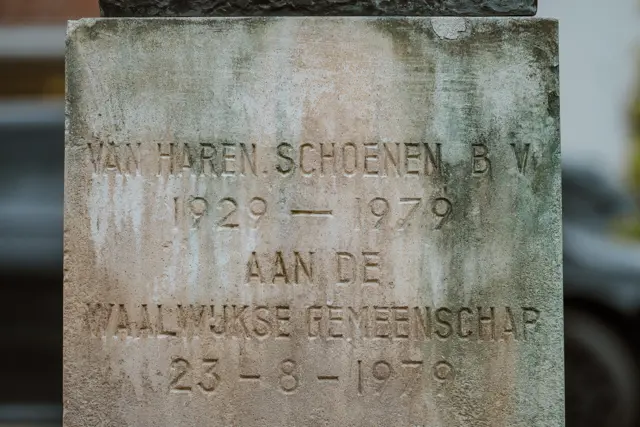 VAN HAREN. SCHOENEN. B.V.
1929 — 1979
AAN DE
WAALWIJKSE GEMEENSCHAP
23-8-1979